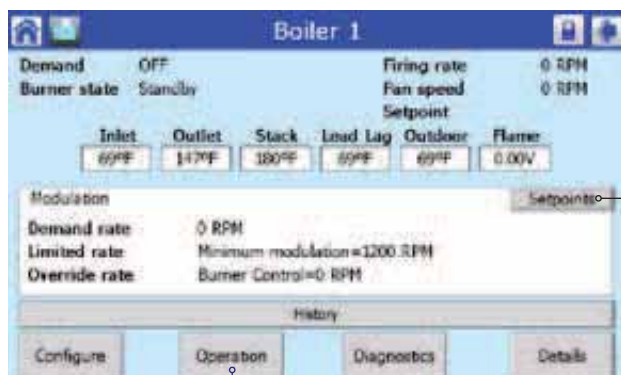 Boiler 1
Demand OFF Firing rate 0 RPM
Burner state Standby Fan speed 0 RPM
Setpoint
Inlet Outlet Stack Lead Lag Outdoor Flame
69°F 147°F 180°F 69°F 69°F 0.00V
Modulation Setpoints
Demand rate 0 RPM
Limited rate Minimum modulation=1200 RPM
Override rate Burner Control=0 RPM
History
Configure Operation Diagnostics Details